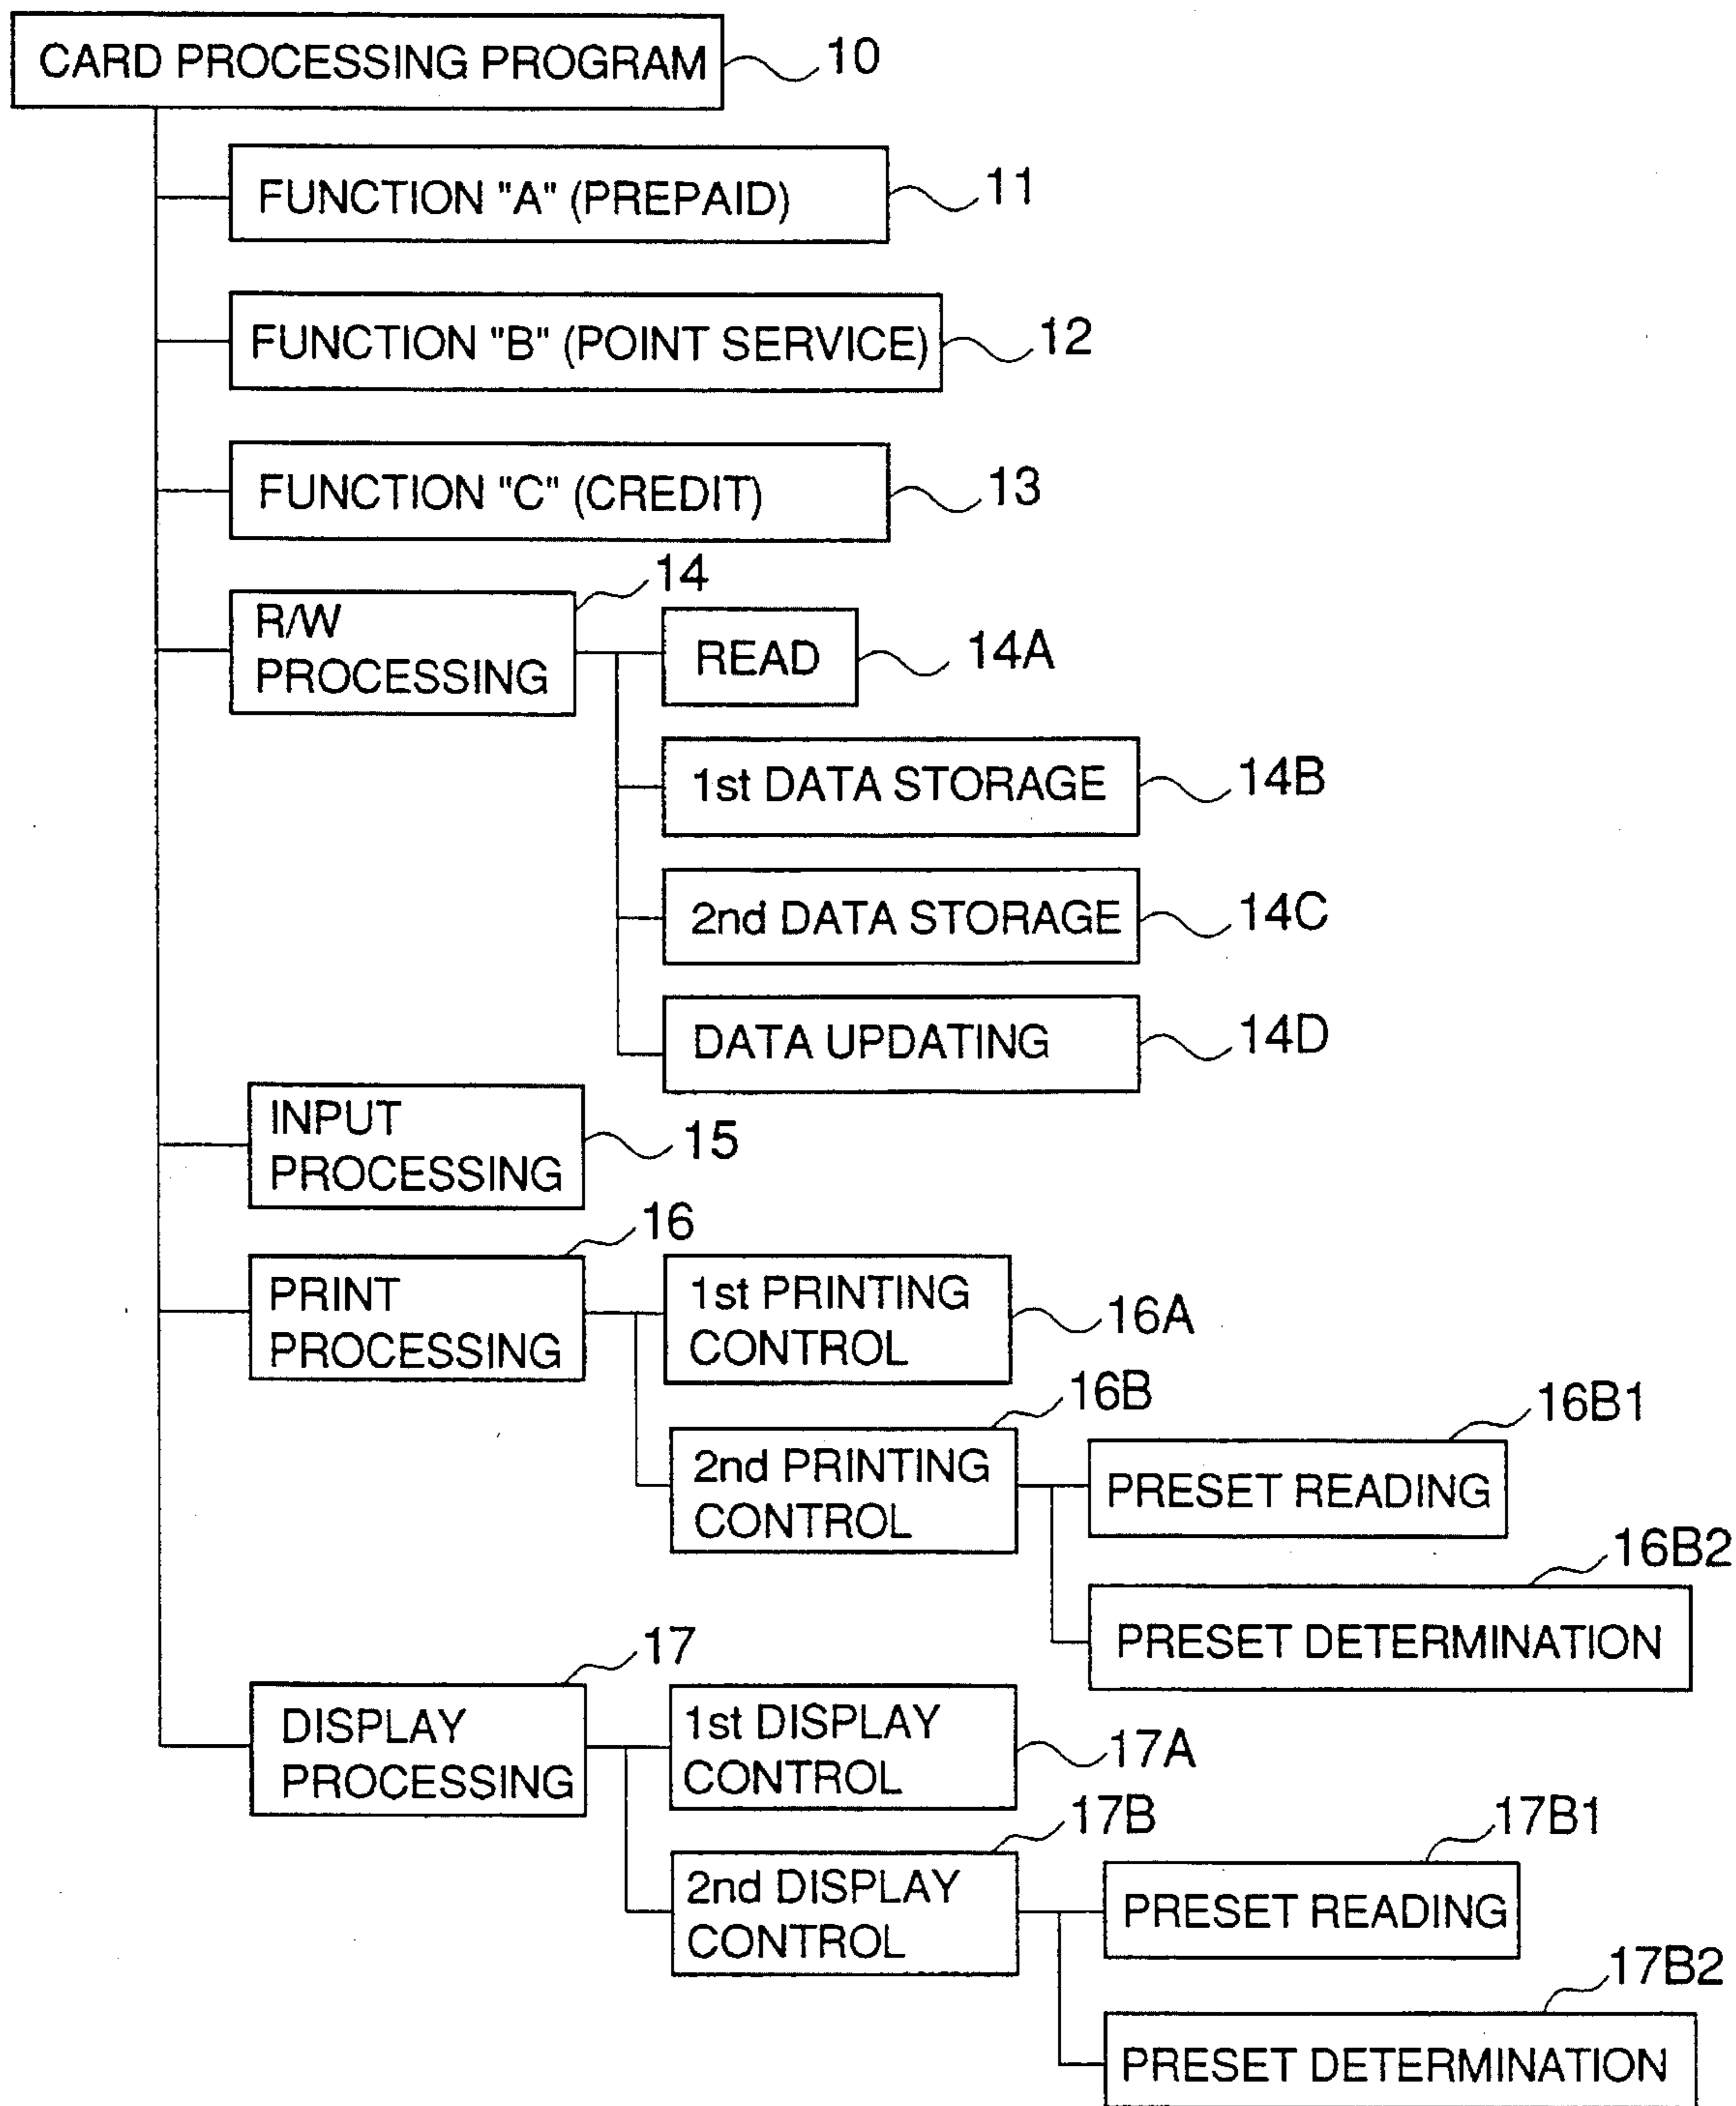 CARD PROCESSING PROGRAM 10
FUNCTION "A" (PREPAID) 11
FUNCTION "B" (POINT SERVICE) 12
FUNCTION "C" (CREDIT) 13
14
R/W
PROCESSING
READ 14A
1st DATA STORAGE 14B
2nd DATA STORAGE 14C
DATA UPDATING 14D
INPUT
PROCESSING
15
16
PRINT
PROCESSING
1st PRINTING
CONTROL
16A
16B
2nd PRINTING
CONTROL
16B1
PRESET READING
16B2
PRESET DETERMINATION
17
DISPLAY
PROCESSING
1st DISPLAY
CONTROL
17A
17B
2nd DISPLAY
CONTROL
17B1
PRESET READING
17B2
PRESET DETERMINATION